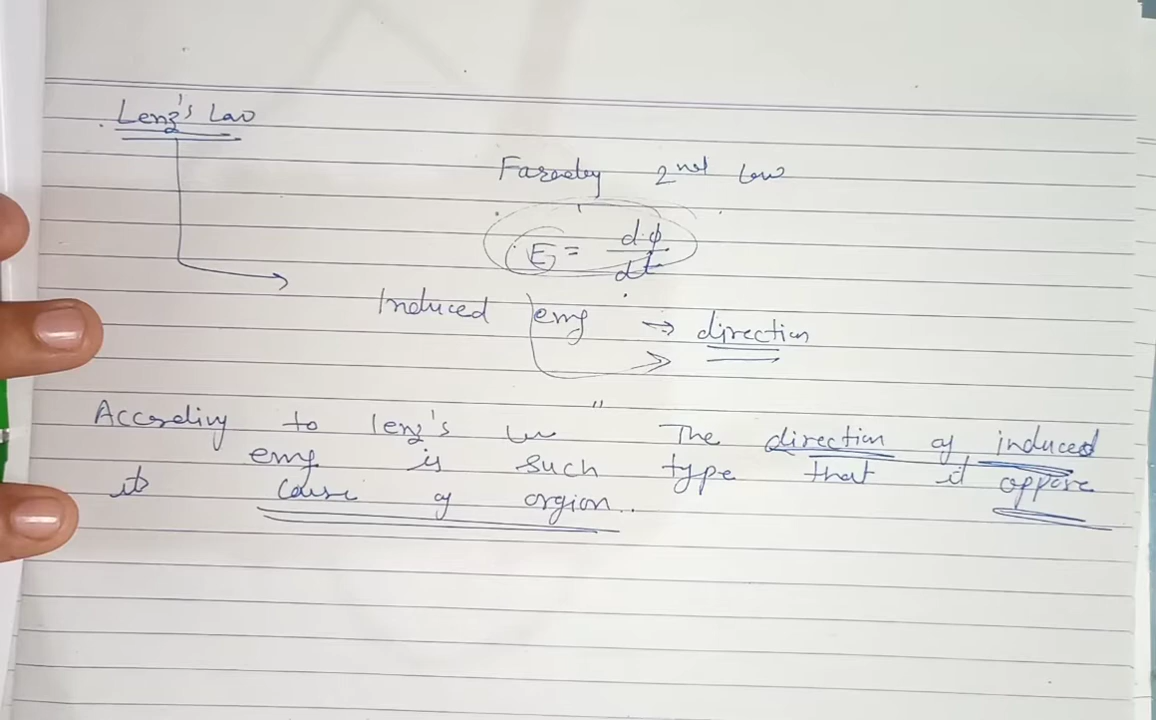 Lenz's Law
Faraday 2nd Law
E = dφ/dt
Induced emf → direction
According to lenz's law "The direction of induced
emf is such type that it oppose
its cause of orgion.